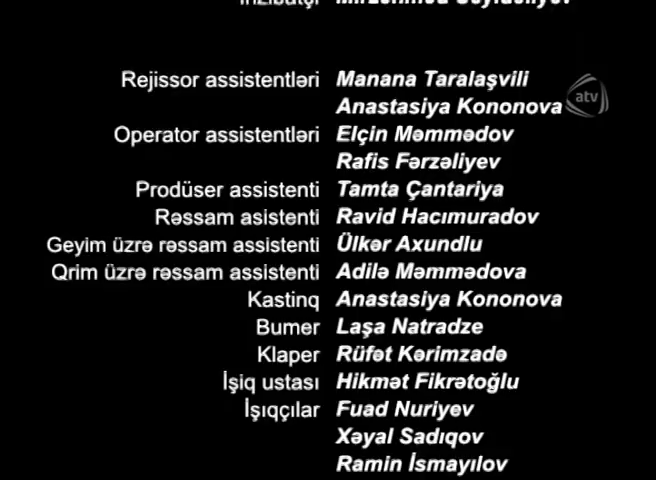 Rejissor assistentləri Manana Taralaşvili
Anastasiya Kononova
atv
Operator assistentləri Elçin Məmmədov
Rafis Fərzəliyev
Prodüser assistenti Tamta Çantariya
Rəssam asistenti Ravid Hacımuradov
Geyim üzrə rəssam assistenti Ülkər Axundlu
Qrim üzrə rəssam assistenti Adilə Məmmədova
Kastinq Anastasiya Kononova
Bumer Laşa Natradze
Klaper Rüfət Kərimzadə
İşiq ustası Hikmət Fikrətoğlu
İşıqçılar Fuad Nuriyev
Xəyal Sadıqov
Ramin İsmayılov